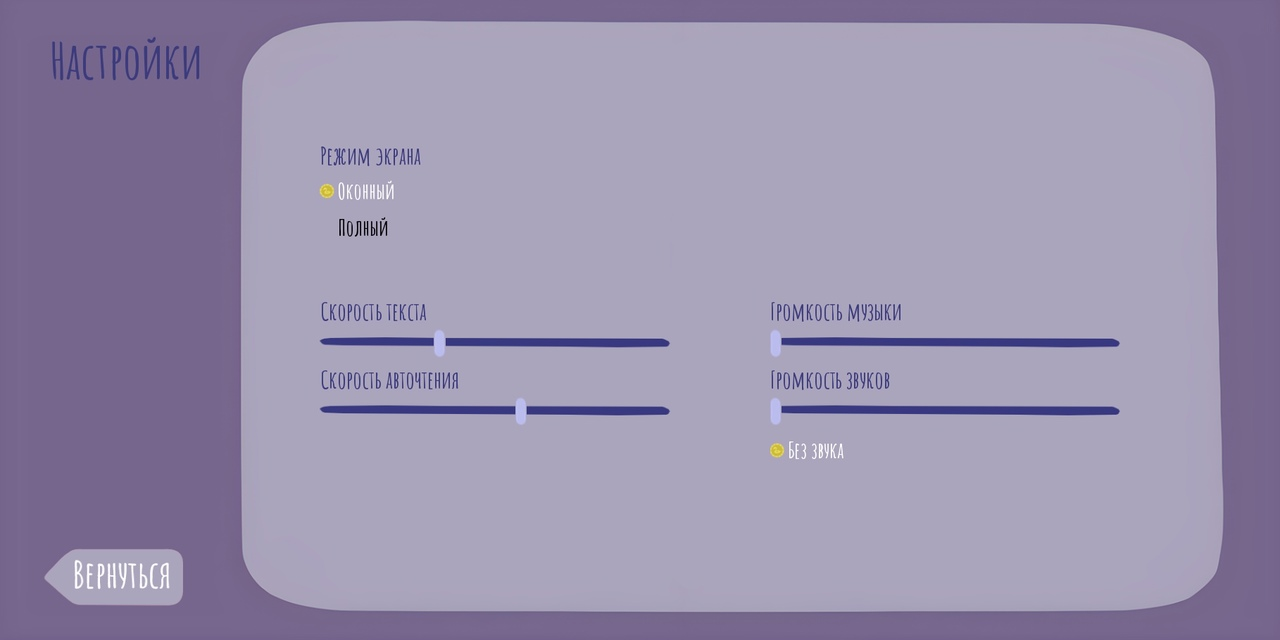 Настройки
Режим экрана
Оконный
Полный
Скорость текста
Скорость авточтения
Громкость музыки
Громкость звуков
Без звука
Вернуться